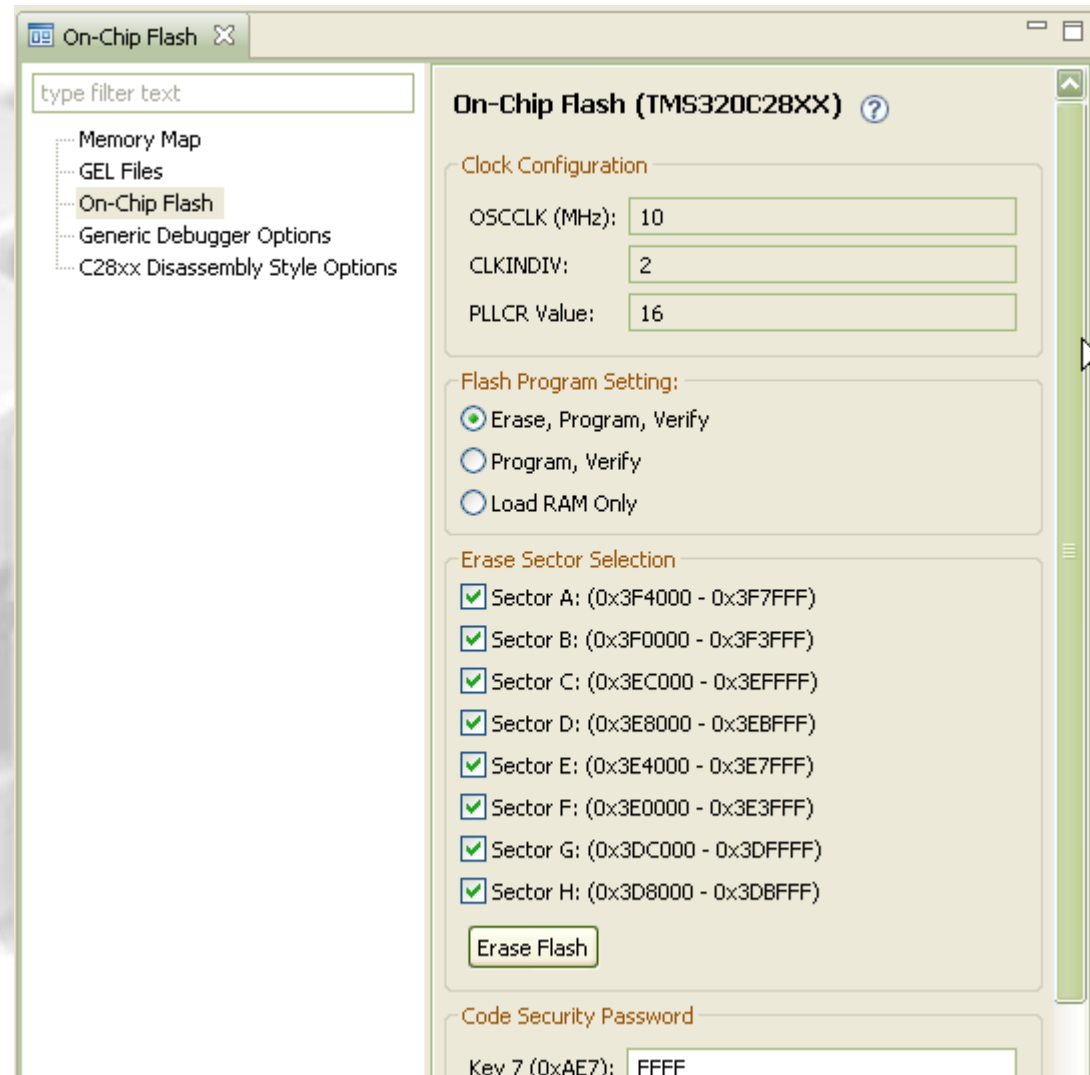 On-Chip Flash
type filter text
Memory Map
GEL Files
On-Chip Flash
Generic Debugger Options
C28xx Disassembly Style Options
On-Chip Flash (TMS320C28XX)
Clock Configuration
OSCCLK (MHz): 10
CLKINDIV: 2
PLLCR Value: 16
Flash Program Setting:
Erase, Program, Verify
Program, Verify
Load RAM Only
Erase Sector Selection
Sector A: (0x3F4000 - 0x3F7FFF)
Sector B: (0x3F0000 - 0x3F3FFF)
Sector C: (0x3EC000 - 0x3EFFFF)
Sector D: (0x3E8000 - 0x3EBFFF)
Sector E: (0x3E4000 - 0x3E7FFF)
Sector F: (0x3E0000 - 0x3E3FFF)
Sector G: (0x3DC000 - 0x3DFFFF)
Sector H: (0x3D8000 - 0x3DBFFF)
Erase Flash
Code Security Password
Key 7 (0xAE7): FFFF